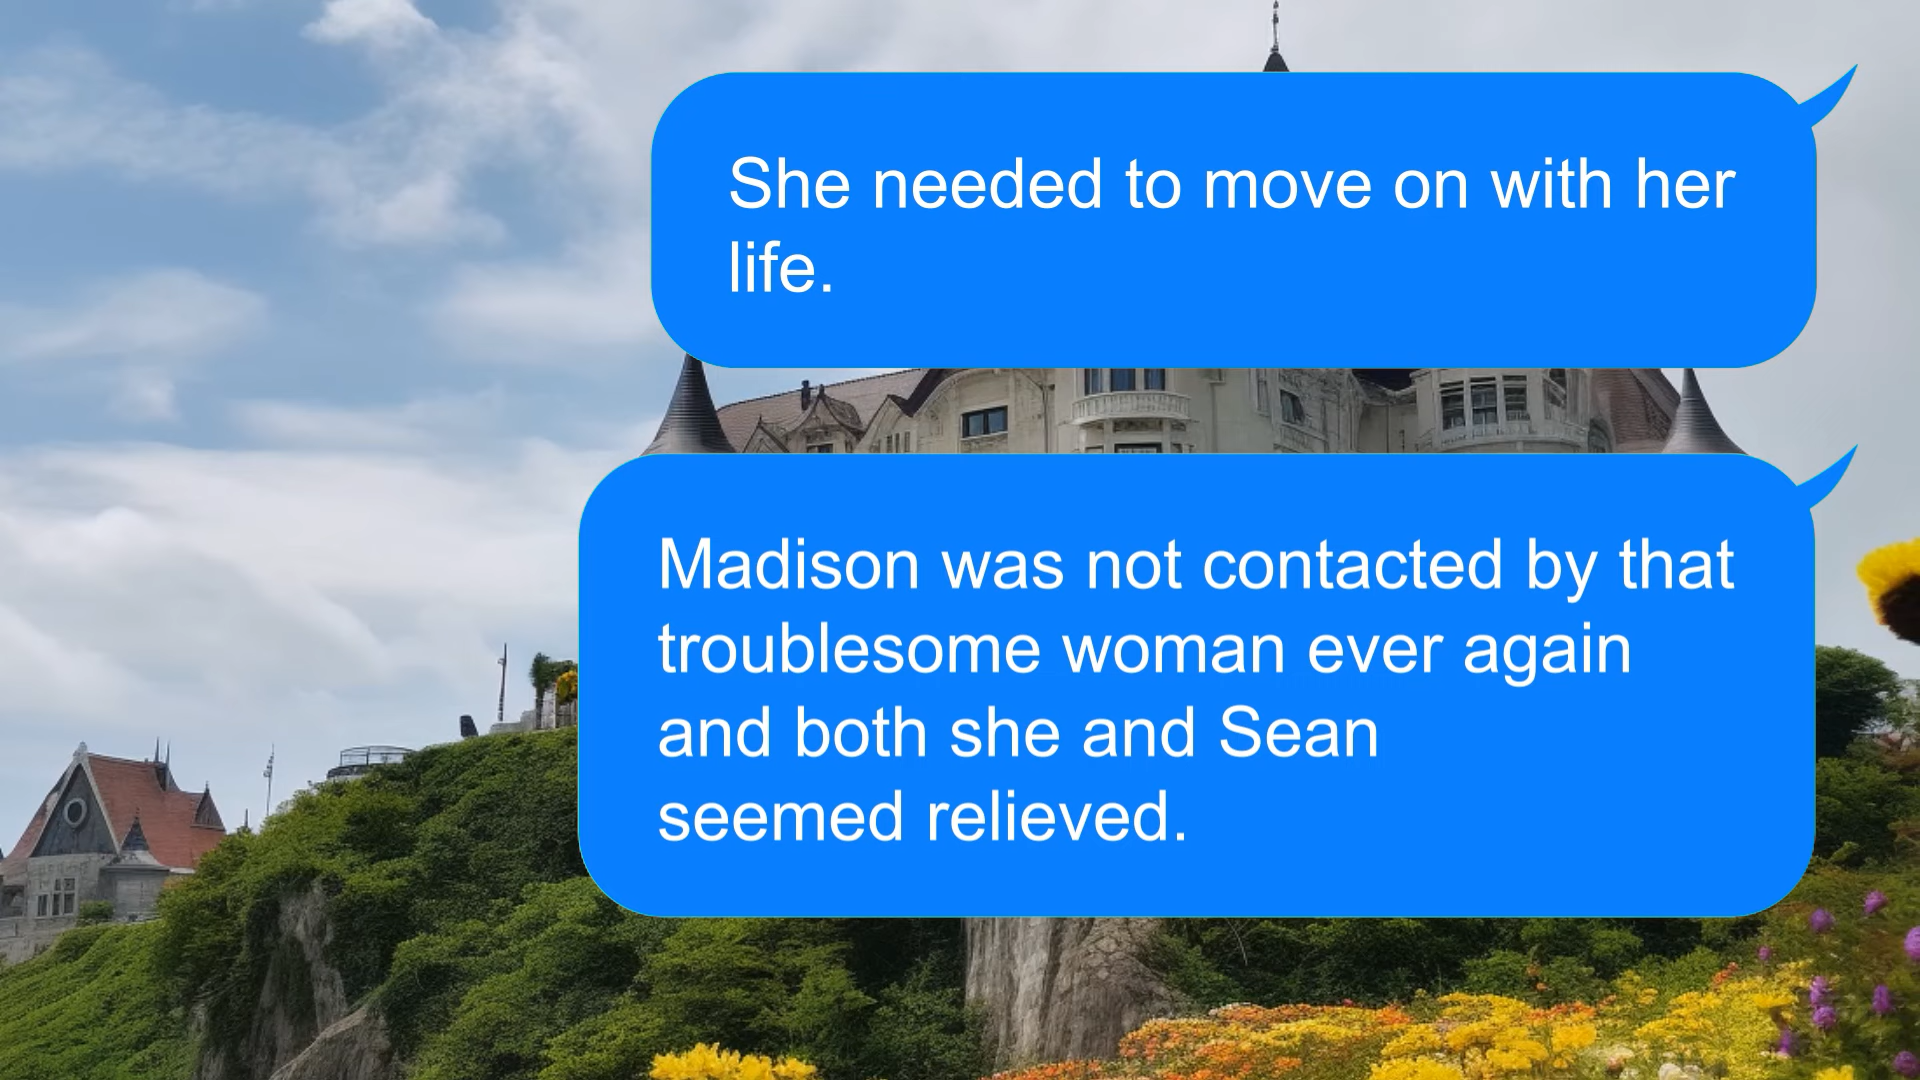 She needed to move on with her
life.
Madison was not contacted by that
troublesome woman ever again
and both she and Sean
seemed relieved.